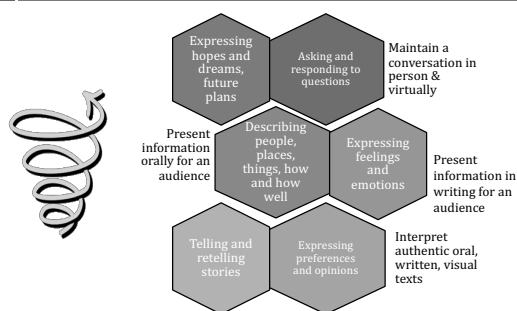 Expressing
hopes and
dreams,
future
plans
Asking and
responding to
questions
Maintain a
conversation in
person &
virtually
Present
information
orally for an
audience
Describing
people,
places,
things, how
and how
well
Expressing
feelings
and
emotions
Present
information in
writing for an
audience
Telling and
retelling
stories
Expressing
preferences
and opinions
Interpret
authentic oral,
written, visual
texts